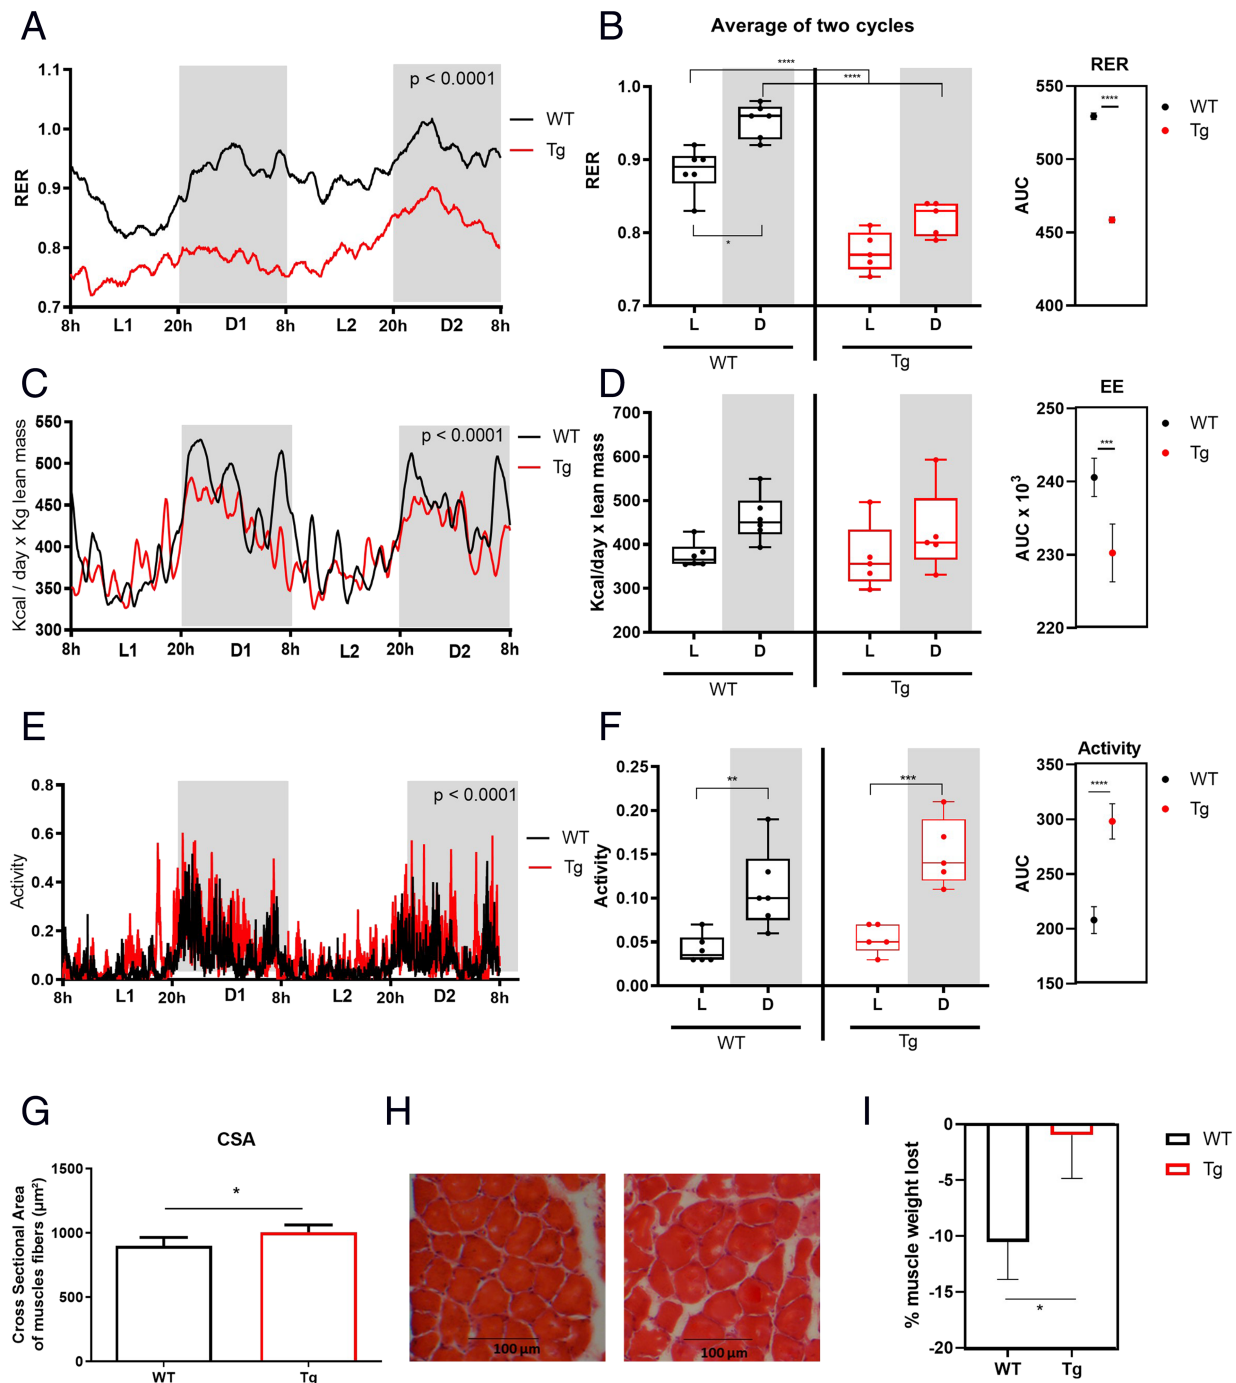 A
1.1
1.0
0.9
0.8
0.7
RER
p < 0.0001
WT
Tg
8h L1 20h D1 8h L2 20h D2 8h
B
Average of two cycles
****
****
1.0
0.9
0.8
0.7
RER
*
L D L D
WT Tg
RER
550
500
450
400
AUC
****
WT
Tg
C
550
500
450
400
350
300
Kcal / day x Kg lean mass
p < 0.0001
WT
Tg
8h L1 20h D1 8h L2 20h D2 8h
D
700
600
500
400
300
200
Kcal/day x lean mass
L D L D
WT Tg
EE
250
240
230
220
AUC x 10³
***
WT
Tg
E
0.8
0.6
0.4
0.2
0.0
Activity
p < 0.0001
WT
Tg
8h L1 20h D1 8h L2 20h D2 8h
F
0.25
0.20
0.15
0.10
0.05
0.00
Activity
**
***
L D L D
WT Tg
Activity
350
300
250
200
150
AUC
****
WT
Tg
G
CSA
1500
1000
500
0
Cross Sectional Area
of muscles fibers (µm²)
*
WT Tg
H
100 µm
100 µm
I
0
-5
-10
-15
-20
% muscle weight lost
*
WT Tg
WT
Tg